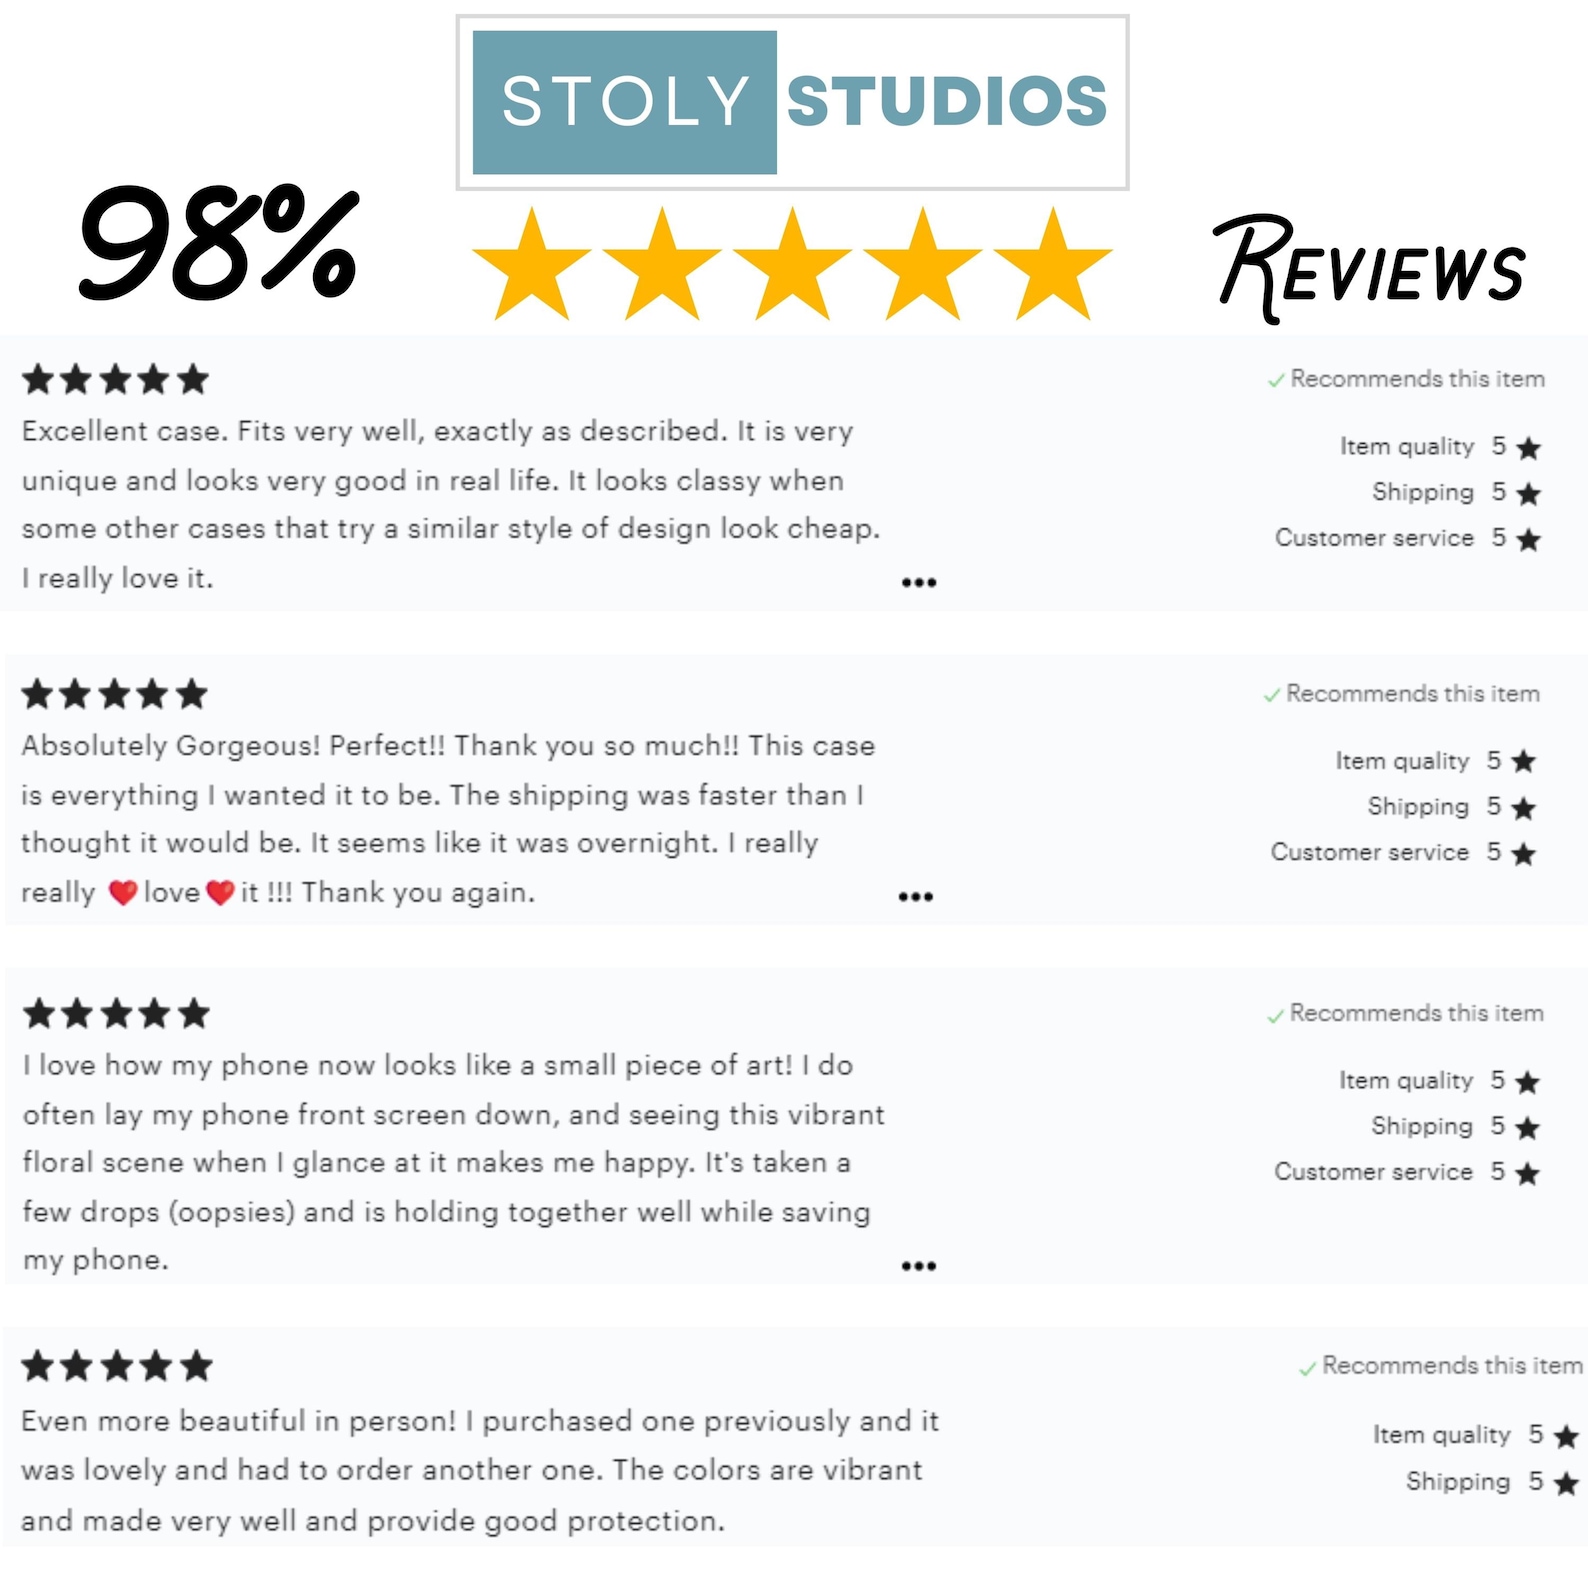 STOLY STUDIOS
98% Reviews
Recommends this item
Excellent case. Fits very well, exactly as described. It is very
unique and looks very good in real life. It looks classy when
some other cases that try a similar style of design look cheap.
I really love it.
Item quality 5
Shipping 5
Customer service 5
Recommends this item
Absolutely Gorgeous! Perfect!! Thank you so much!! This case
is everything I wanted it to be. The shipping was faster than I
thought it would be. It seems like it was overnight. I really
really ❤️love❤️it !!! Thank you again.
Item quality 5
Shipping 5
Customer service 5
Recommends this item
I love how my phone now looks like a small piece of art! I do
often lay my phone front screen down, and seeing this vibrant
floral scene when I glance at it makes me happy. It's taken a
few drops (oopsies) and is holding together well while saving
my phone.
Item quality 5
Shipping 5
Customer service 5
Recommends this item
Even more beautiful in person! I purchased one previously and it
was lovely and had to order another one. The colors are vibrant
and made very well and provide good protection.
Item quality 5
Shipping 5